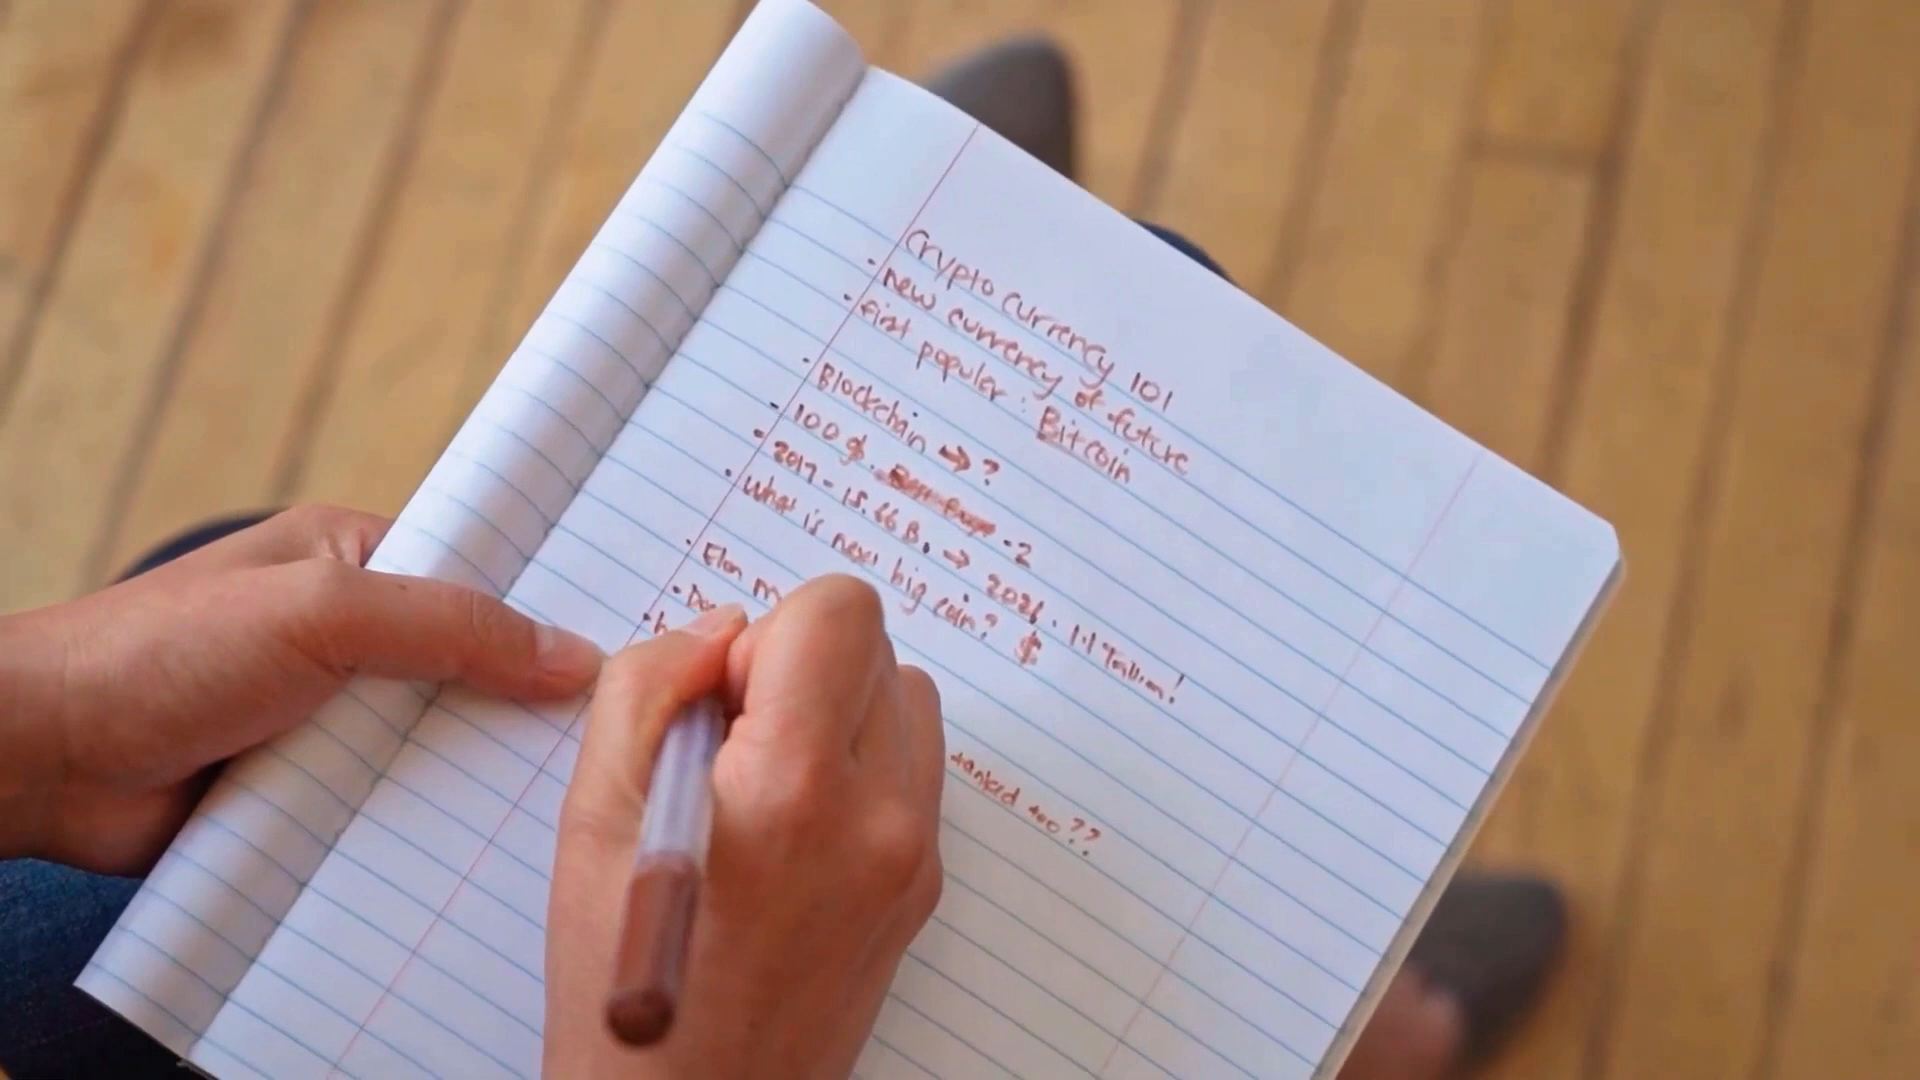 Crypto currency 101
· new currency of future
· first popular : Bitcoin
· Blockchain → ?
- 100 $. -2
· 2017 - 15.66 B. → 2021. 1.1 Trillion!
· What is next big coin? $
· Elon
tanked too??